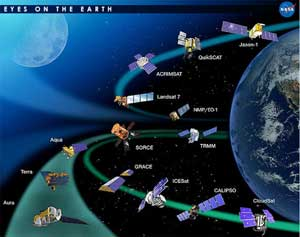 EYES ON THE EARTH
NASA
Jason-1
QuikSCAT
ACRIMSAT
Landsat 7
NMP/EO-1
Aqua
SORCE
TRMM
Terra
GRACE
ICESat
CALIPSO
CloudSat
Aura